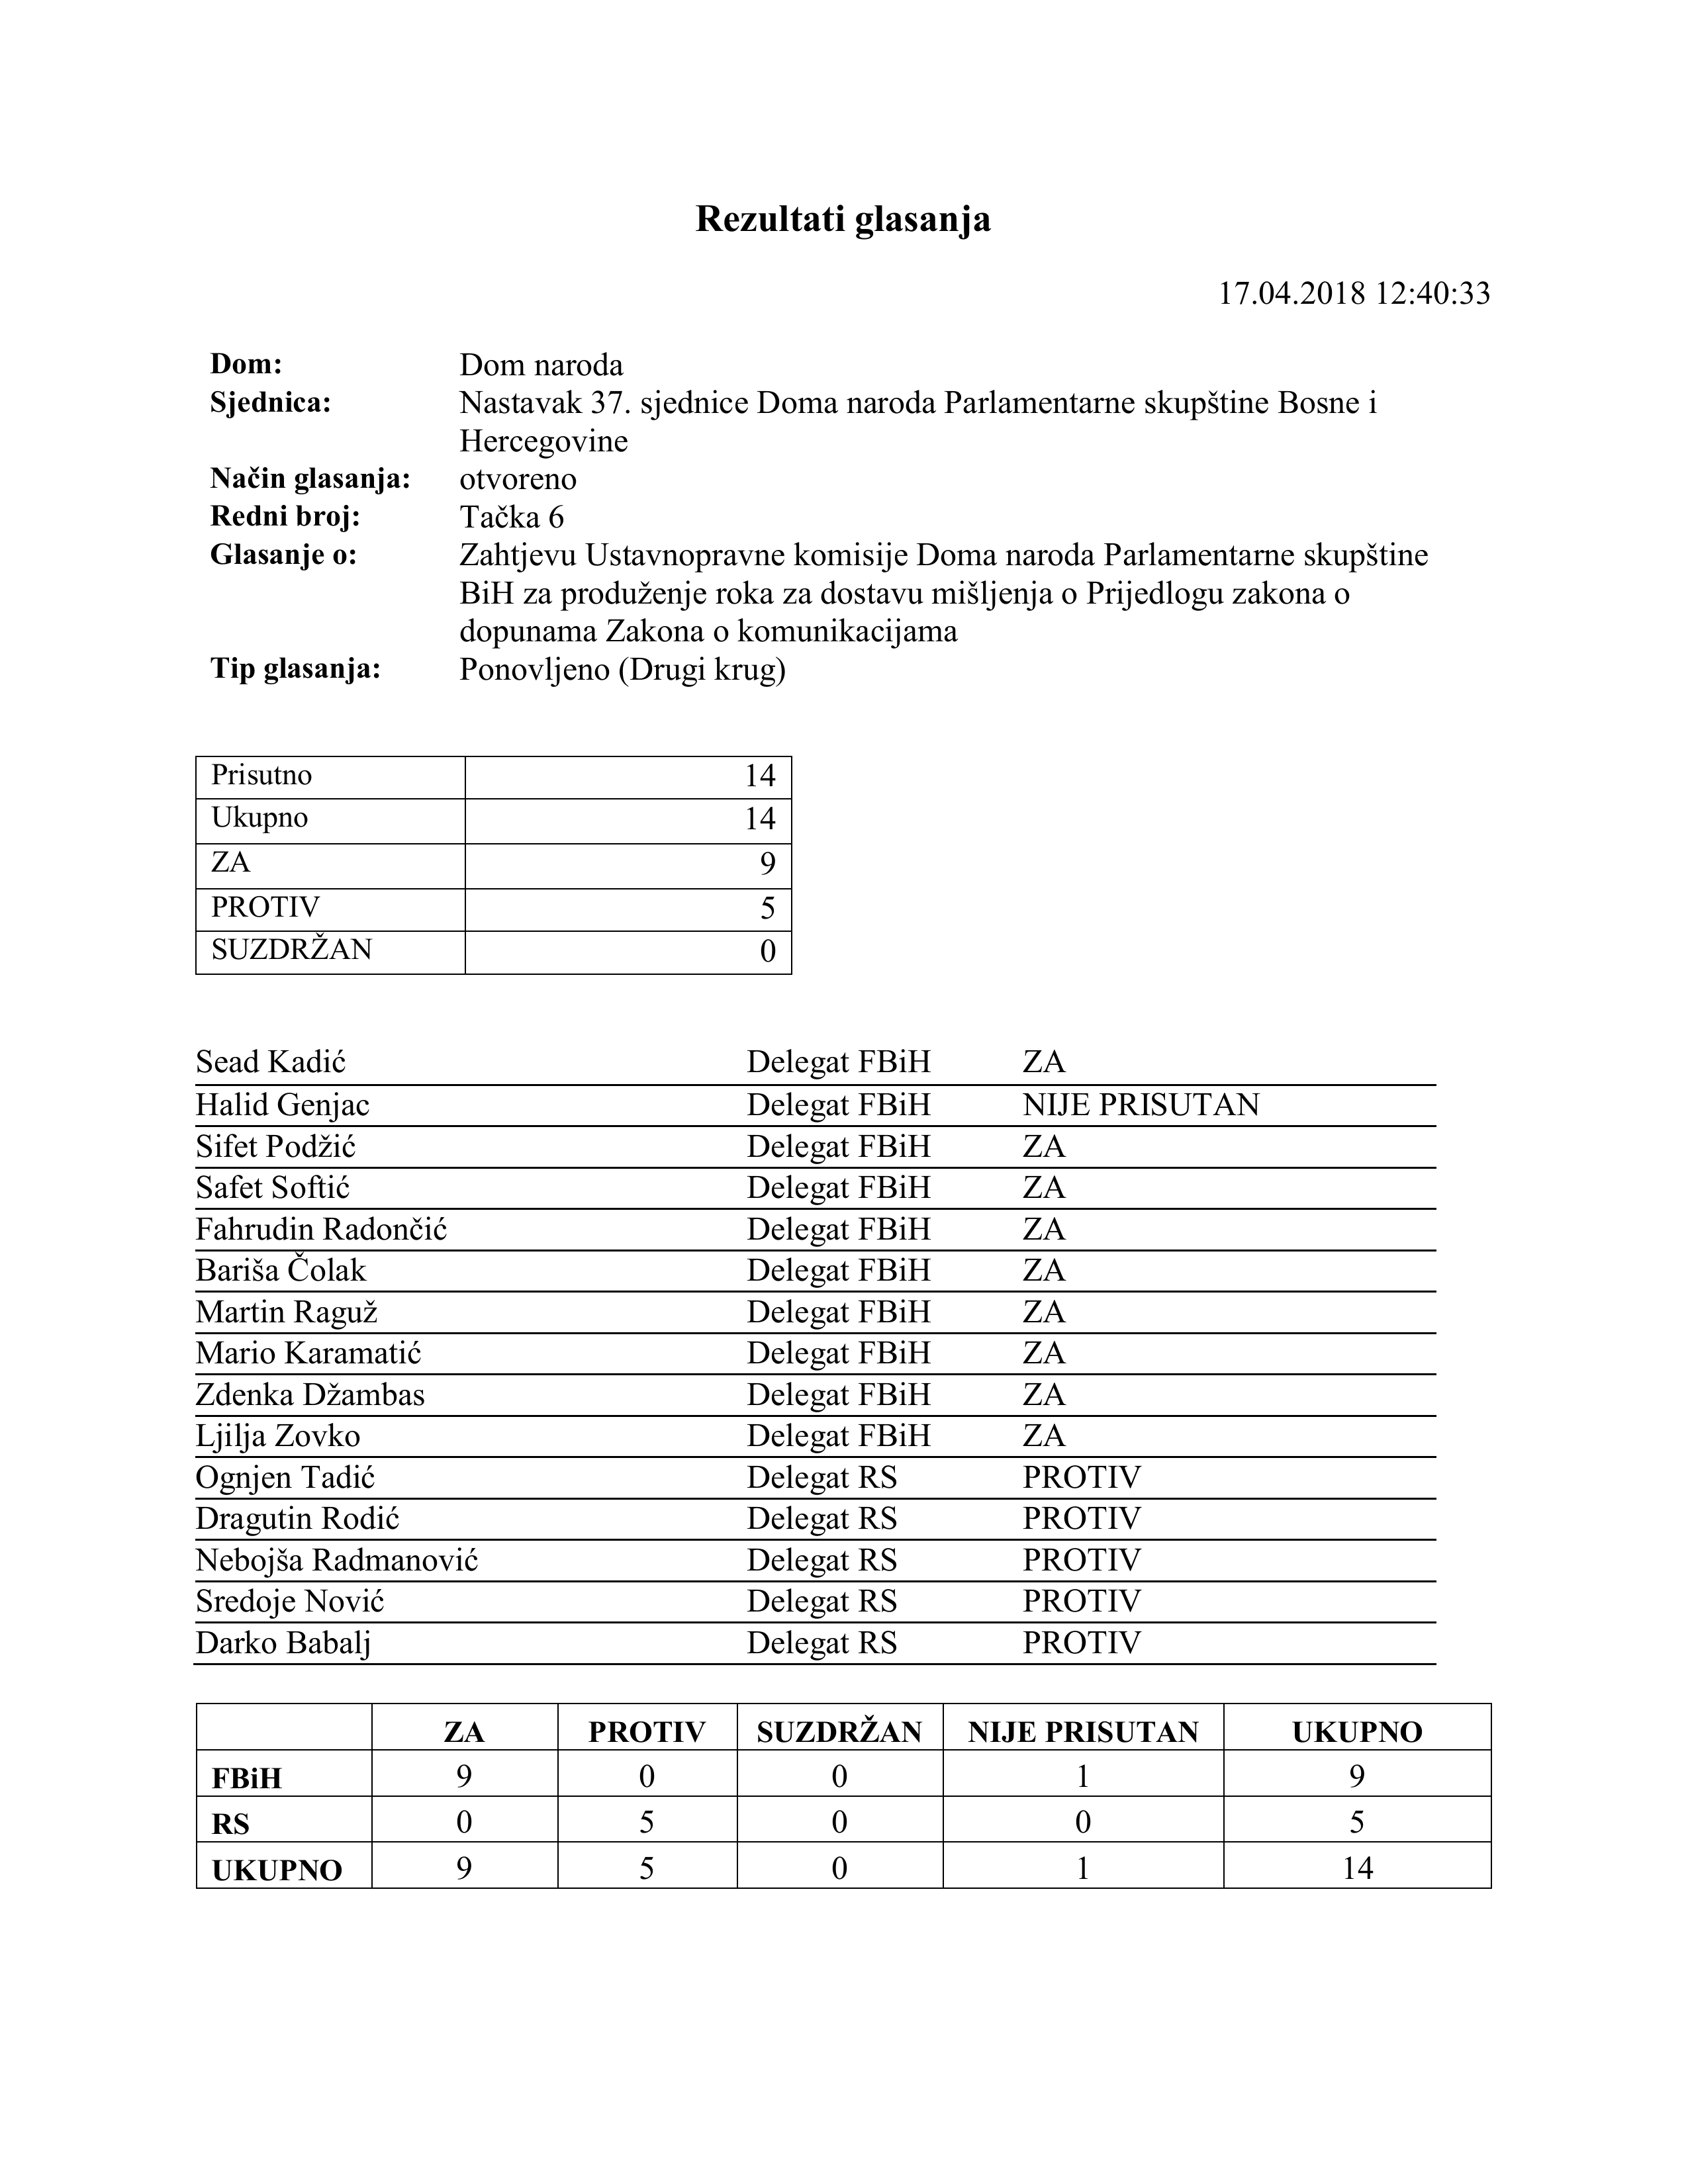 Rezultati glasanja
17.04.2018 12:40:33
Dom: Dom naroda
Sjednica: Nastavak 37. sjednice Doma naroda Parlamentarne skupštine Bosne i
Hercegovine
Način glasanja: otvoreno
Redni broj: Tačka 6
Glasanje o: Zahtjevu Ustavnopravne komisije Doma naroda Parlamentarne skupštine
BiH za produženje roka za dostavu mišljenja o Prijedlogu zakona o
dopunama Zakona o komunikacijama
Tip glasanja: Ponovljeno (Drugi krug)
Prisutno 14
Ukupno 14
ZA 9
PROTIV 5
SUZDRŽAN 0
Sead Kadić Delegat FBiH ZA
Halid Genjac Delegat FBiH NIJE PRISUTAN
Sifet Podžić Delegat FBiH ZA
Safet Softić Delegat FBiH ZA
Fahrudin Radončić Delegat FBiH ZA
Bariša Čolak Delegat FBiH ZA
Martin Raguž Delegat FBiH ZA
Mario Karamatić Delegat FBiH ZA
Zdenka Džambas Delegat FBiH ZA
Ljilja Zovko Delegat FBiH ZA
Ognjen Tadić Delegat RS PROTIV
Dragutin Rodić Delegat RS PROTIV
Nebojša Radmanović Delegat RS PROTIV
Sredoje Nović Delegat RS PROTIV
Darko Babalj Delegat RS PROTIV
ZA PROTIV SUZDRŽAN NIJE PRISUTAN UKUPNO
FBiH 9 0 0 1 9
RS 0 5 0 0 5
UKUPNO 9 5 0 1 14